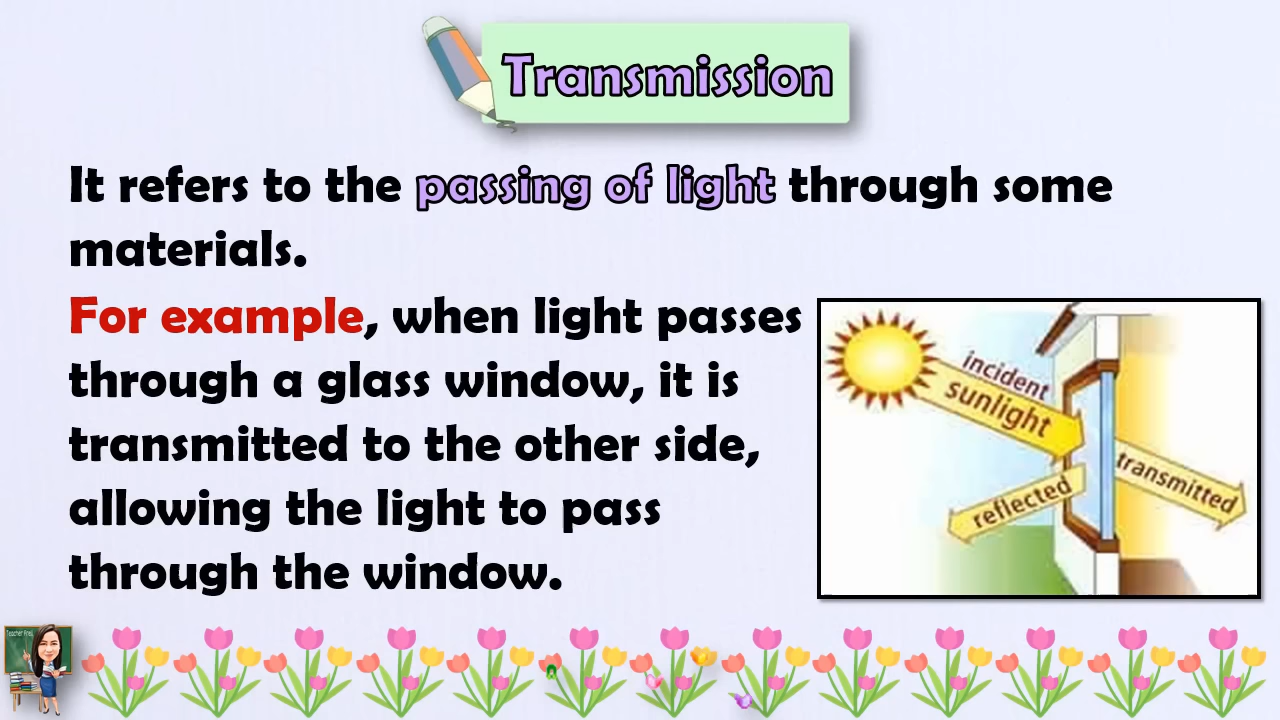 Transmission
It refers to the passing of light through some
materials.
For example, when light passes
through a glass window, it is
transmitted to the other side,
allowing the light to pass
through the window.
incident
sunlight
reflected
transmitted